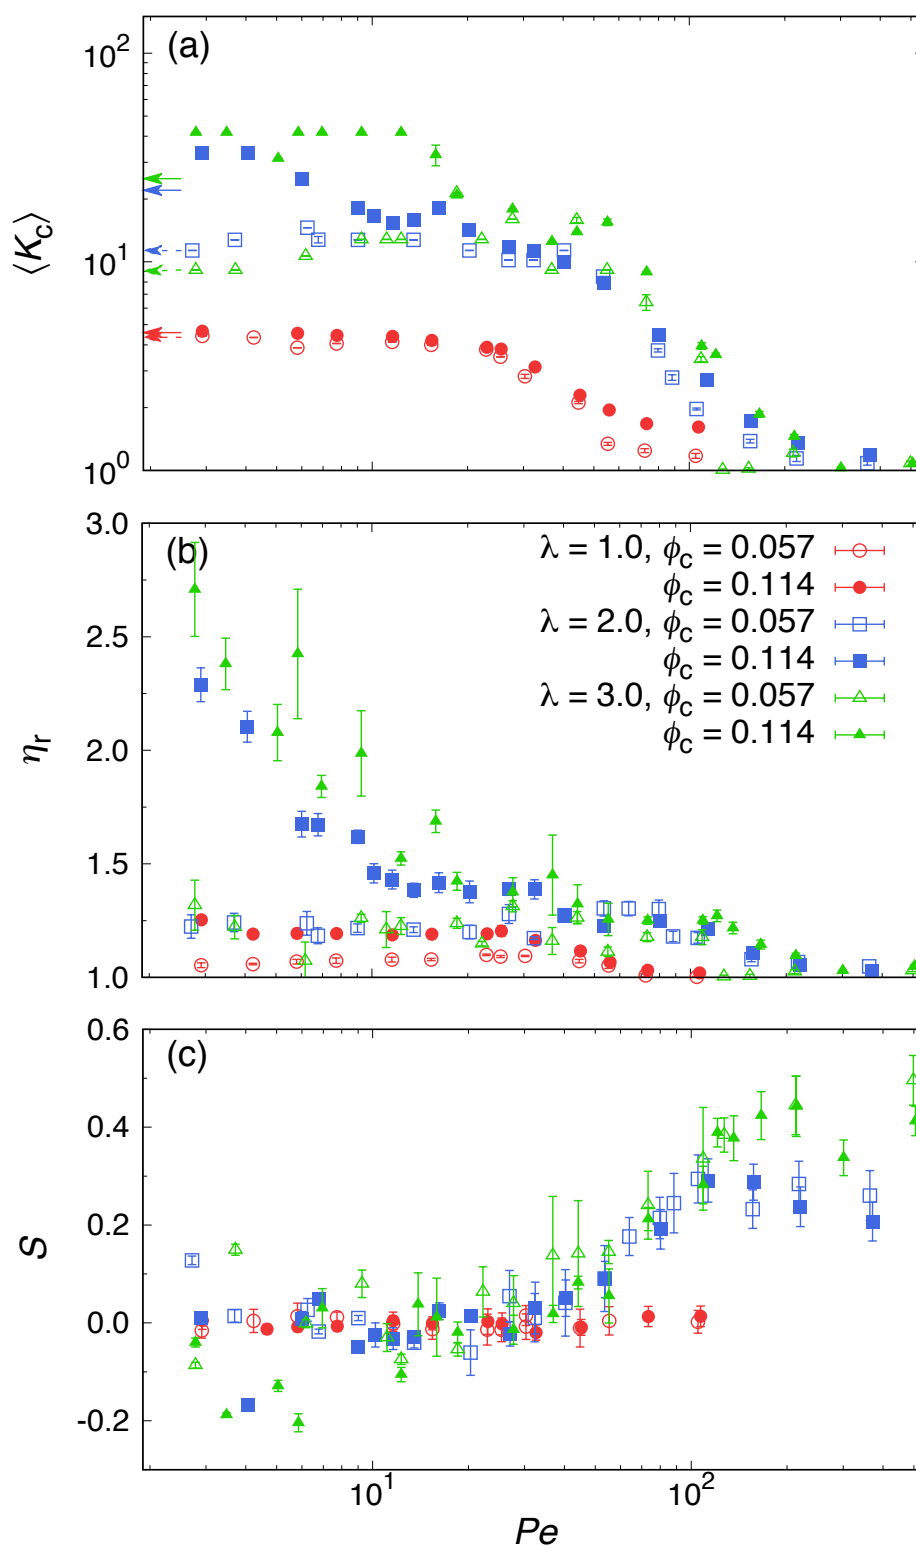 (a)
10²
10¹
10⁰
⟨K_c⟩
(b)
3.0
2.5
2.0
1.5
1.0
η_r
λ = 1.0, ϕ_c = 0.057
ϕ_c = 0.114
λ = 2.0, ϕ_c = 0.057
ϕ_c = 0.114
λ = 3.0, ϕ_c = 0.057
ϕ_c = 0.114
(c)
0.6
0.4
0.2
0.0
-0.2
S
10¹ 10²
Pe